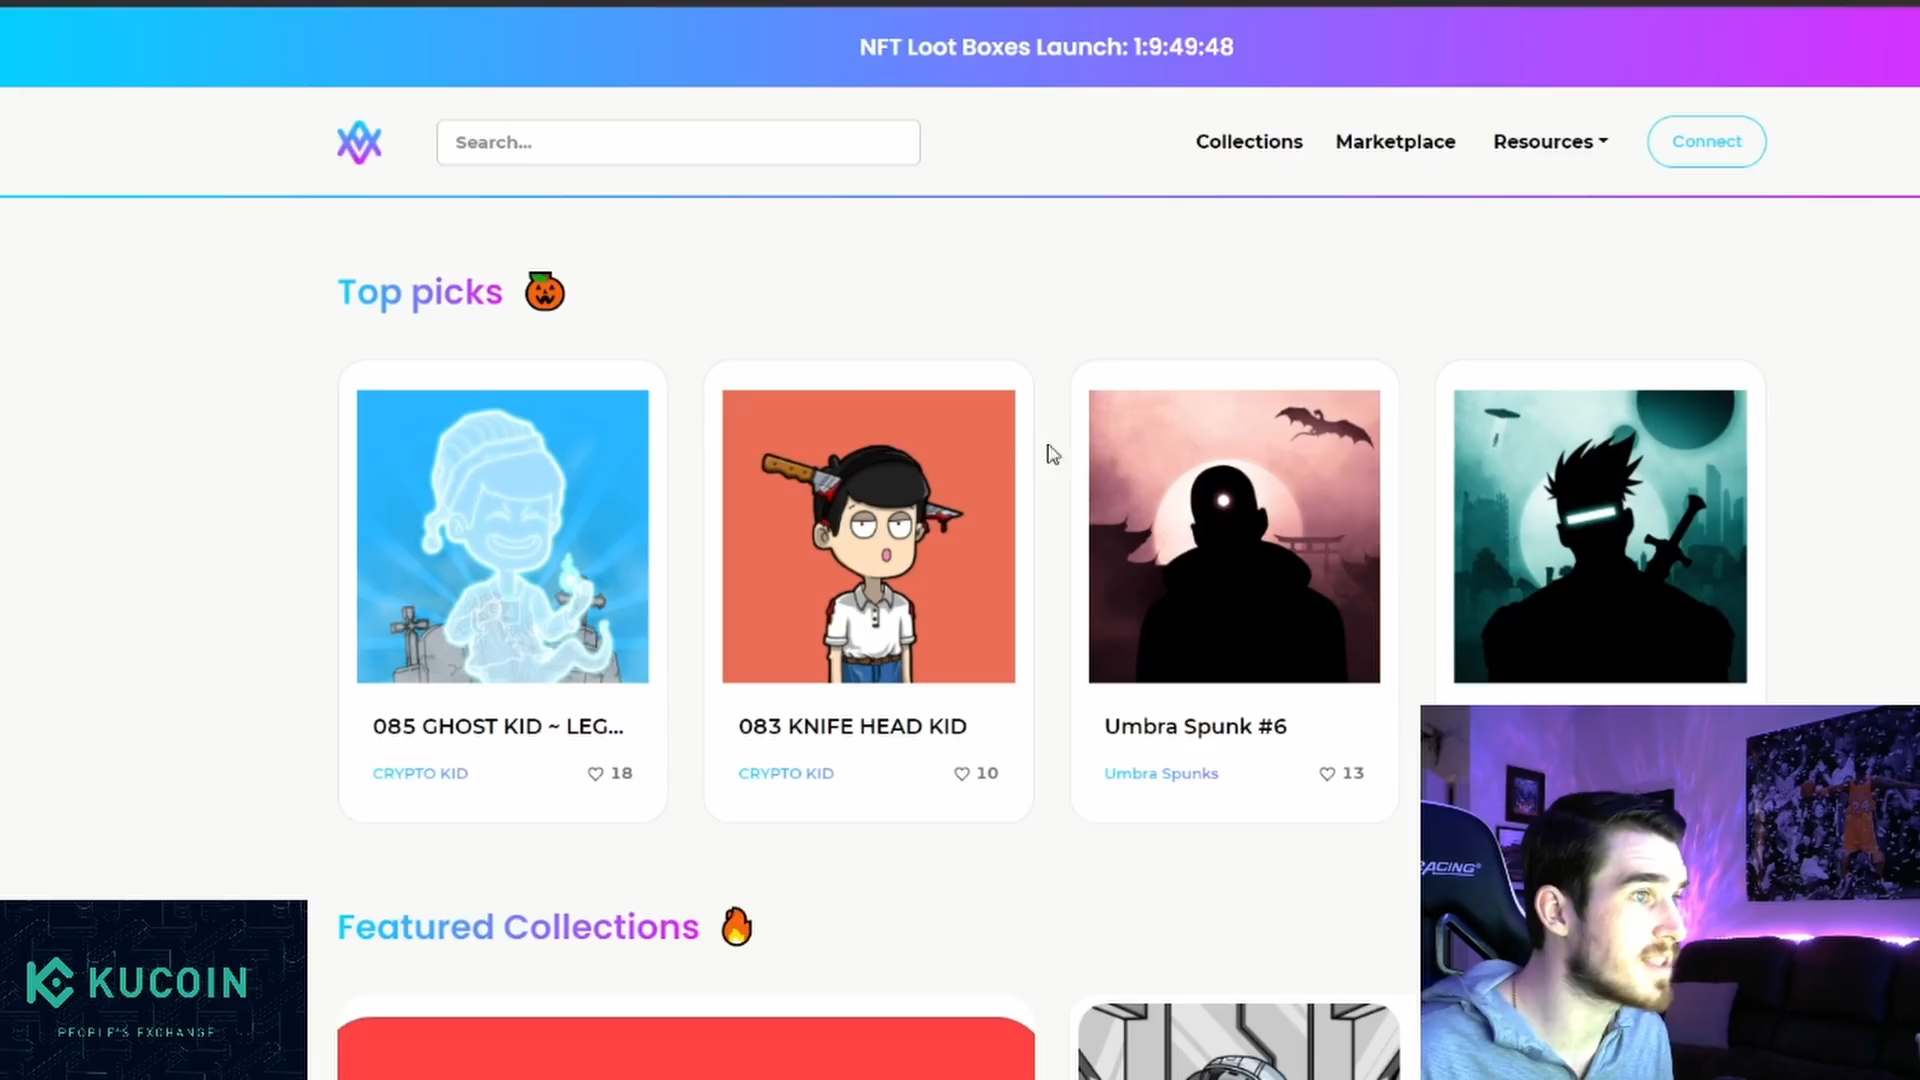 NFT Loot Boxes Launch: 1:9:49:48
Search...
Collections
Marketplace
Resources
Connect
Top picks
085 GHOST KID ~ LEG...
CRYPTO KID
18
083 KNIFE HEAD KID
CRYPTO KID
10
Umbra Spunk #6
Umbra Spunks
13
Featured Collections
KUCOIN
PEOPLE'S EXCHANGE
RACING
24